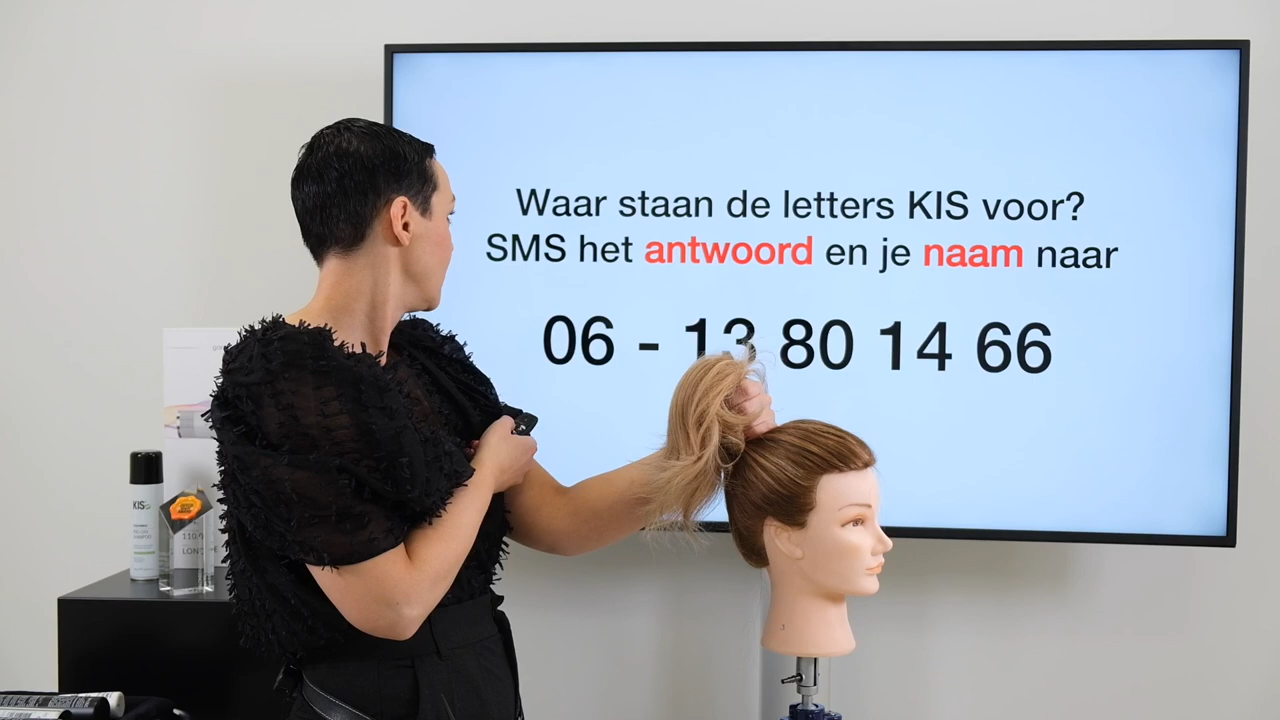 Waar staan de letters KIS voor?
SMS het antwoord en je naam naar
06 - 13 80 14 66
KIS